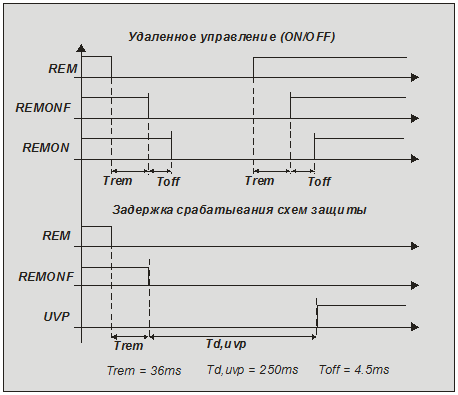 Удаленное управление (ON/OFF)
REM
REMONF
REMON
Trem Toff Trem Toff
Задержка срабатывания схем защиты
REM
REMONF
UVP
Trem Td,uvp
Trem = 36ms Td,uvp = 250ms Toff = 4.5ms